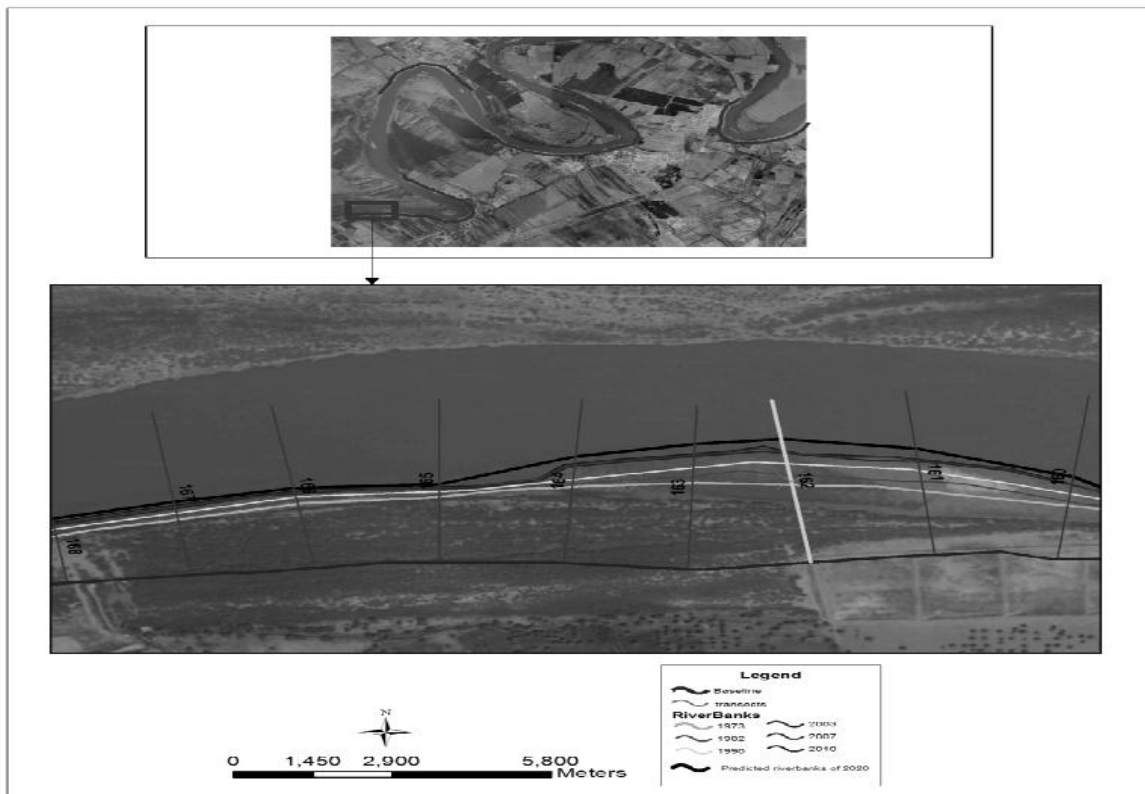 167
166
165
164
163
162
161
160
168
Legend
Baseline
transects
RiverBanks
1973
2003
2007
1990
2010
Predicted riverbanks of 2020
N
0 1,450 2,900 5,800
Meters